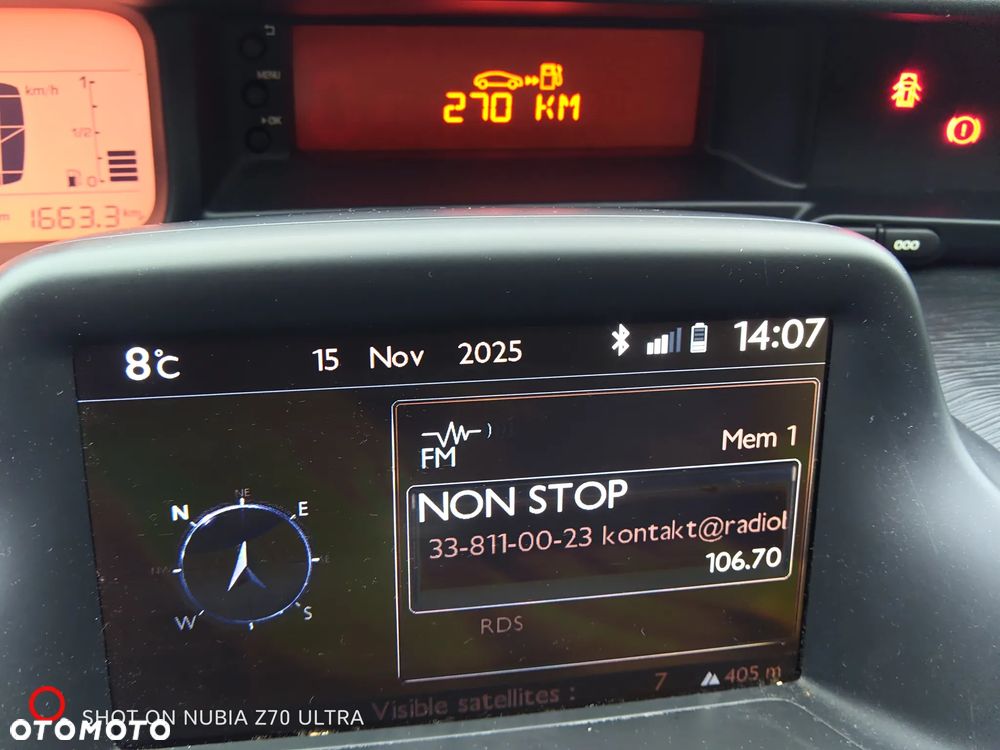 MENU
OK
km/h
1
1/2
0
1663.3 km
270 KM
8°C 15 Nov 2025 14:07
FM
Mem 1
NON STOP
33-811-00-23 kontakt@radiol
106.70
RDS
N
NE
E
S
W
Visible satellites : 7 405 m
SHOT ON NUBIA Z70 ULTRA
OTOMOTO